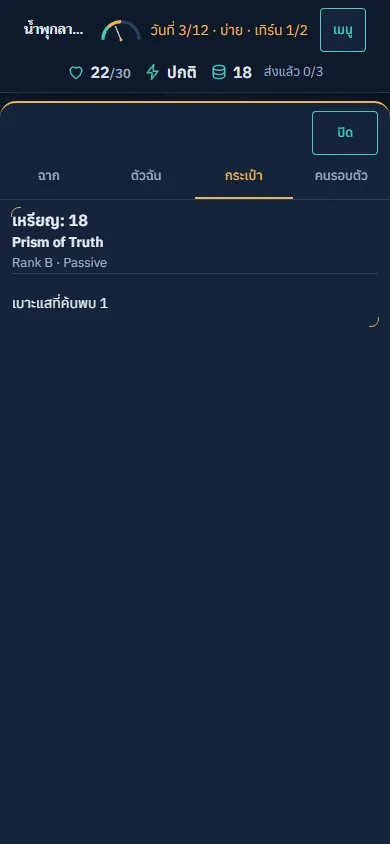 น้ำพุกลา...
วันที่ 3/12 · บ่าย · เทิร์น 1/2
เมนู
22/30 ปกติ 18 ส่งแล้ว 0/3
ปิด
ฉาก ตัวฉัน กระเป๋า คนรอบตัว
เหรียญ: 18
Prism of Truth
Rank B · Passive
เบาะแสที่ค้นพบ 1